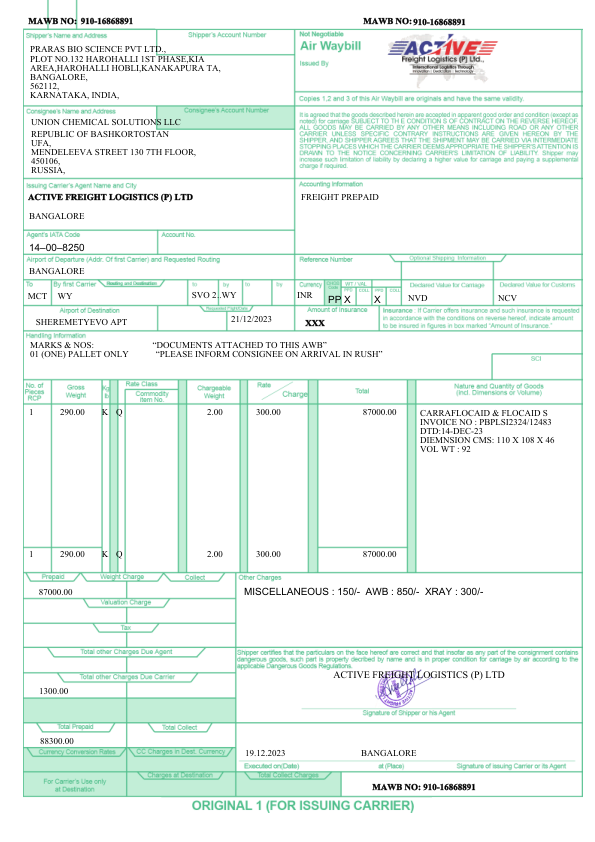 MAWB NO: 910-16868891
MAWB NO: 910-16868891
Shipper's Name and Address
Shipper's Account Number
PRARAS BIO SCIENCE PVT LTD.,
PLOT NO.132 HAROHALLI 1ST PHASE,KIA
AREA,HAROHALLI HOBLI,KANAKAPURA TA,
BANGALORE,
562112,
KARNATAKA, INDIA,
Not Negotiable
Air Waybill
Issued By
ACTIVE
Freight Logistics (P) Ltd.,
International Logistics Through
Copies 1,2 and 3 of this Air Waybill are originals and have the same validity.
Consignee's Name and Address
Consignee's Account Number
UNION CHEMICAL SOLUTIONS LLC
REPUBLIC OF BASHKORTOSTAN
UFA,
MENDELEEVA STREET 130 7TH FLOOR,
450106,
RUSSIA,
It is agreed that the goods described herein are accepted in apparent good order and condition (except as
noted) for carriage SUBJECT TO THE CONDITIONS OF CONTRACT ON THE REVERSE HEREOF.
ALL GOODS MAY BE CARRIED BY ANY OTHER MEANS INCLUDING ROAD OR ANY OTHER
CARRIER UNLESS SPECIFIC CONTRARY INSTRUCTIONS ARE GIVEN HEREON BY THE
SHIPPER, AND SHIPPER AGREES THAT THE SHIPMENT MAY BE CARRIED VIA INTERMEDIATE
STOPPING PLACES WHICH THE CARRIER DEEMS APPROPRIATE THE SHIPPER'S ATTENTION IS
DRAWN TO THE NOTICE CONCERNING CARRIER'S LIMITATION OF LIABILITY. Shipper may
increase such limitation of liability by declaring a higher value for carriage and paying a supplemental
charge if required.
Issuing Carrier's Agent Name and City
ACTIVE FREIGHT LOGISTICS (P) LTD
BANGALORE
Accounting Information
FREIGHT PREPAID
Agent's IATA Code
Account No.
14-00-8250
Airport of Departure (Addr. Of first Carrier) and Requested Routing
BANGALORE
Reference Number
Optional Shipping Information
To
By first Carrier
Routing and Destination
to
by
to
by
MCT
WY
SVO 2..WY
Currency
INR
CHGS Code
PP
WT / VAL
PPD
COLL
X
PPD
COLL
X
Declared Value for Carriage
NVD
Declared Value for Customs
NCV
Airport of Destination
SHEREMETYEVO APT
Requested Flight/Date
21/12/2023
Amount of Insurance
XXX
Insurance : If Carrier offers insurance and such insurance is requested
in accordance with the conditions on reverse hereof, indicate amount
to be insured in figures in box marked "Amount of Insurance."
Handling Information
MARKS & NOS: “DOCUMENTS ATTACHED TO THIS AWB”
01 (ONE) PALLET ONLY “PLEASE INFORM CONSIGNEE ON ARRIVAL IN RUSH”
SCI
No. of Pieces RCP
Gross Weight
Kg lb
Rate Class
Commodity Item No.
Chargeable Weight
Rate
Charge
Total
Nature and Quantity of Goods
(incl. Dimensions or Volume)
1 290.00 K Q 2.00 300.00 87000.00
CARRAFLOCAID & FLOCAID S
INVOICE NO : PBPLSI2324/12483
DTD:14-DEC-23
DIEMNSION CMS: 110 X 108 X 46
VOL WT : 92
1 290.00 K Q 2.00 300.00 87000.00
Prepaid
Weight Charge
Collect
87000.00
Other Charges
MISCELLANEOUS : 150/- AWB : 850/- XRAY : 300/-
Valuation Charge
Tax
Total other Charges Due Agent
Total other Charges Due Carrier
1300.00
Shipper certifies that the particulars on the face hereof are correct and that insofar as any part of the consignment contains
dangerous goods, such part is properly decribed by name and is in proper condition for carriage by air according to the
applicable Dangerous Goods Regulations.
ACTIVE FREIGHT LOGISTICS (P) LTD
Signature of Shipper or his Agent
Total Prepaid
Total Collect
88300.00
Currency Conversion Rates
CC Charges in Dest. Currency
19.12.2023
BANGALORE
Executed on(Date)
at (Place)
Signature of issuing Carrier or its Agent
For Carrier's Use only
at Destination
Charges at Destination
Total Collect Charges
MAWB NO: 910-16868891
ORIGINAL 1 (FOR ISSUING CARRIER)